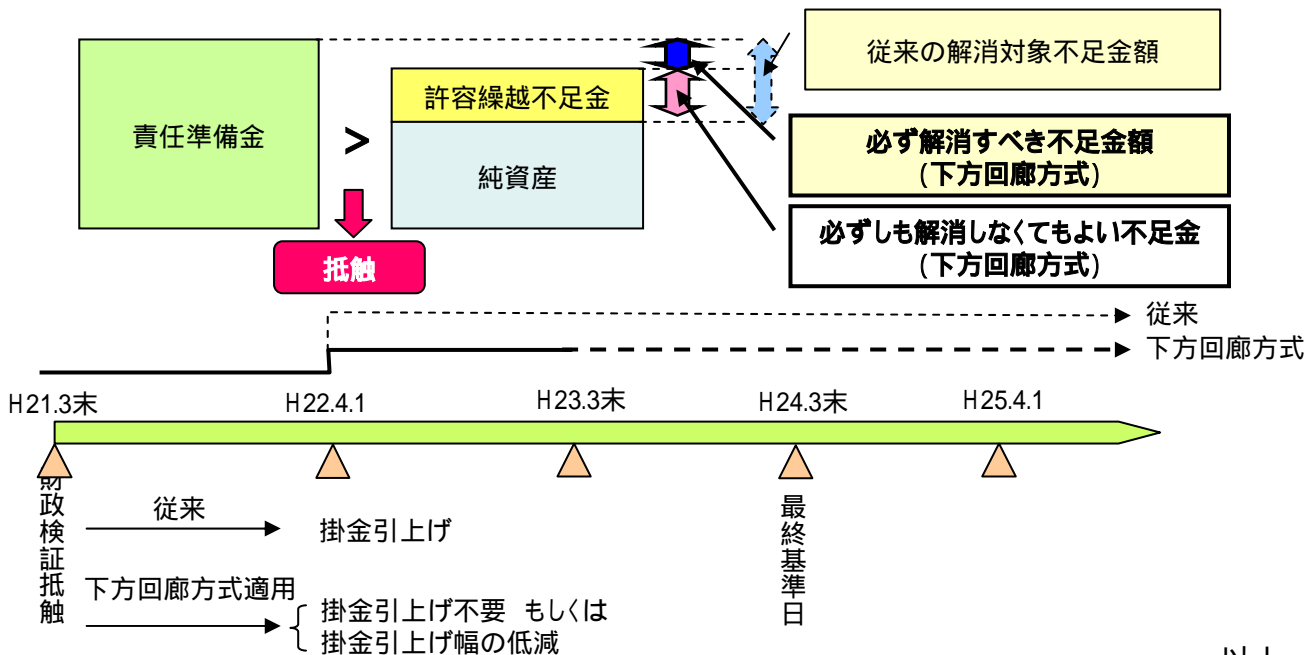 従来の解消対象不足金額
責任準備金
>
許容繰越不足金
純資産
必ず解消すべき不足金額
(下方回廊方式)
必ずしも解消しなくてもよい不足金
(下方回廊方式)
抵触
従来
下方回廊方式
H21.3末
H22.4.1
H23.3末
H24.3末
H25.4.1
財政検証抵触
従来
掛金引上げ
下方回廊方式適用
掛金引上げ不要 もしくは
掛金引上げ幅の低減
最終基準日